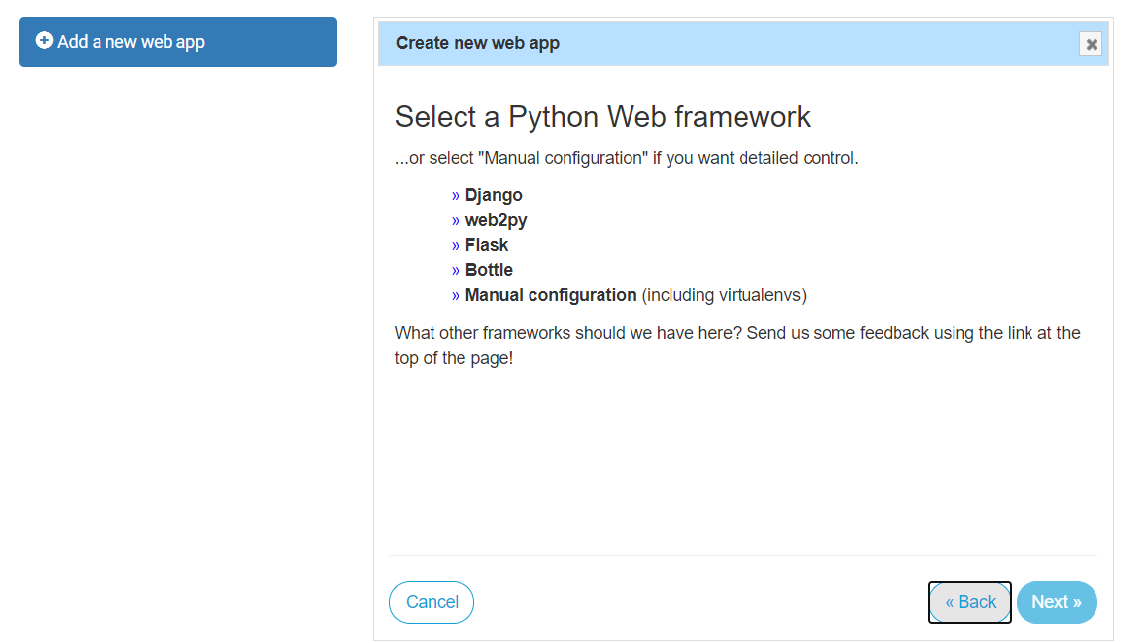 Add a new web app
Create new web app
Select a Python Web framework
...or select "Manual configuration" if you want detailed control.
» Django
» web2py
» Flask
» Bottle
» Manual configuration (including virtualenvs)
What other frameworks should we have here? Send us some feedback using the link at the
top of the page!
Cancel
« Back
Next »